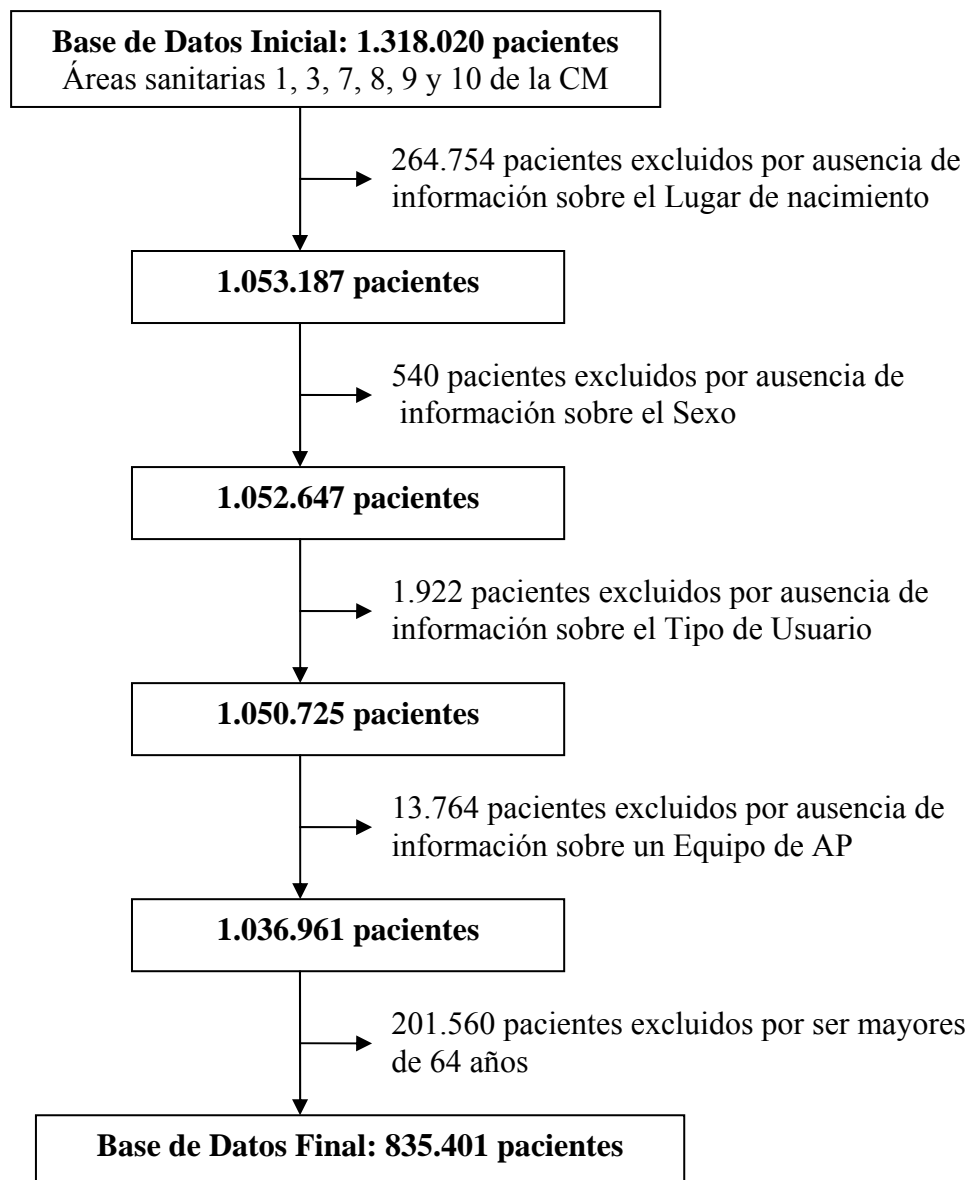 Base de Datos Inicial: 1.318.020 pacientes
Áreas sanitarias 1, 3, 7, 8, 9 y 10 de la CM
264.754 pacientes excluidos por ausencia de
información sobre el Lugar de nacimiento
1.053.187 pacientes
540 pacientes excluidos por ausencia de
información sobre el Sexo
1.052.647 pacientes
1.922 pacientes excluidos por ausencia de
información sobre el Tipo de Usuario
1.050.725 pacientes
13.764 pacientes excluidos por ausencia de
información sobre un Equipo de AP
1.036.961 pacientes
201.560 pacientes excluidos por ser mayores
de 64 años
Base de Datos Final: 835.401 pacientes